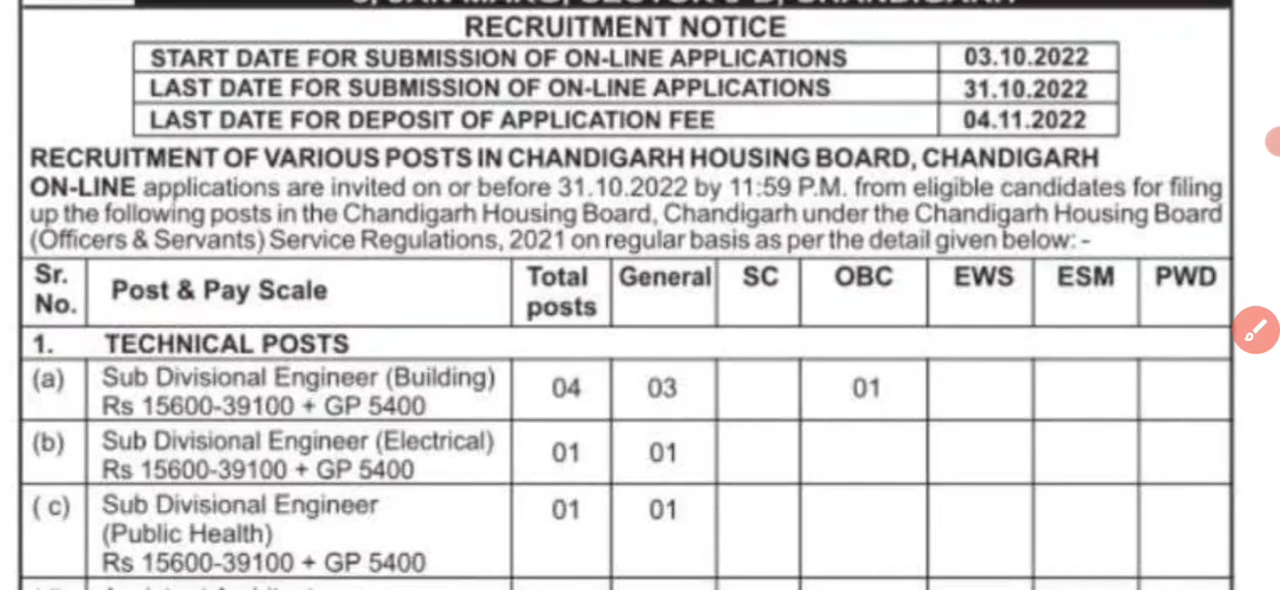 RECRUITMENT NOTICE
START DATE FOR SUBMISSION OF ON-LINE APPLICATIONS 03.10.2022
LAST DATE FOR SUBMISSION OF ON-LINE APPLICATIONS 31.10.2022
LAST DATE FOR DEPOSIT OF APPLICATION FEE 04.11.2022
RECRUITMENT OF VARIOUS POSTS IN CHANDIGARH HOUSING BOARD, CHANDIGARH
ON-LINE applications are invited on or before 31.10.2022 by 11:59 P.M. from eligible candidates for filing
up the following posts in the Chandigarh Housing Board, Chandigarh under the Chandigarh Housing Board
(Officers & Servants) Service Regulations, 2021 on regular basis as per the detail given below: -
Sr. No. Post & Pay Scale Total posts General SC OBC EWS ESM PWD
1. TECHNICAL POSTS
(a) Sub Divisional Engineer (Building) 04 03 01
Rs 15600-39100 + GP 5400
(b) Sub Divisional Engineer (Electrical) 01 01
Rs 15600-39100 + GP 5400
( c) Sub Divisional Engineer 01 01
(Public Health)
Rs 15600-39100 + GP 5400